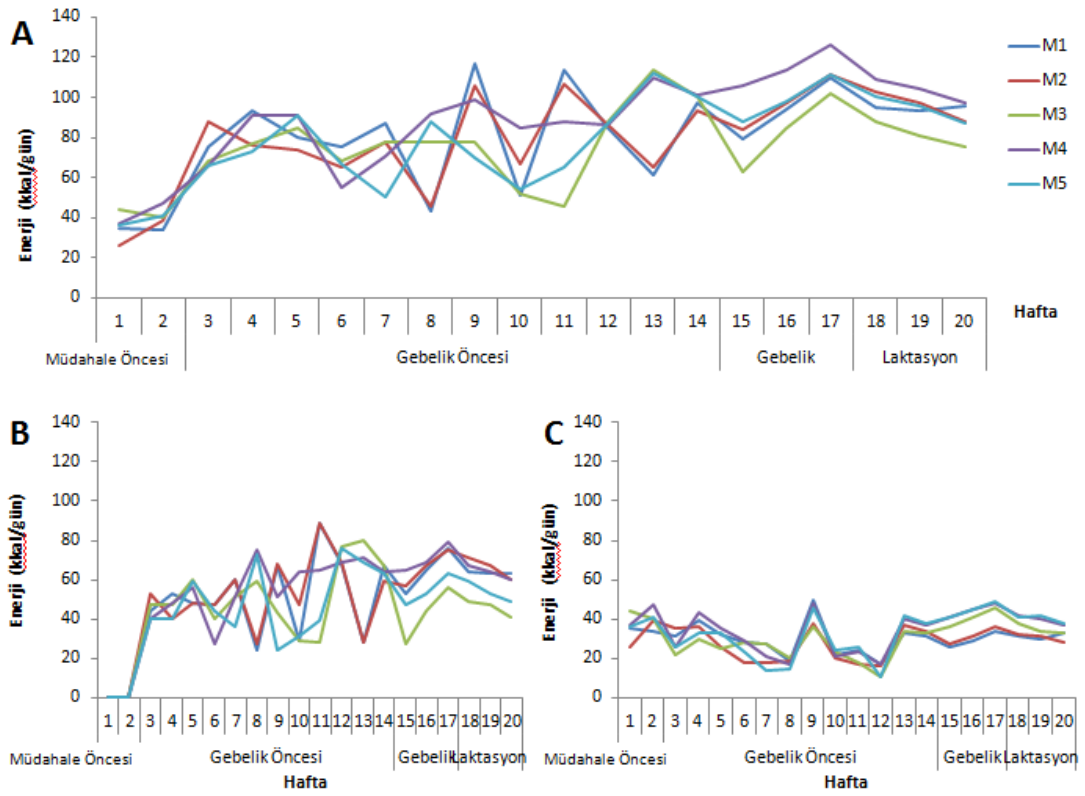 A
Enerji (kkal/gün)
140
120
100
80
60
40
20
0
1 2 3 4 5 6 7 8 9 10 11 12 13 14 15 16 17 18 19 20
Hafta
Müdahale Öncesi Gebelik Öncesi Gebelik Laktasyon
M1
M2
M3
M4
M5
B
Enerji (kkal/gün)
140
120
100
80
60
40
20
0
1 2 3 4 5 6 7 8 9 10 11 12 13 14 15 16 17 18 19 20
Müdahale Öncesi Gebelik Öncesi Gebelik Laktasyon
Hafta
C
Enerji (kkal/gün)
140
120
100
80
60
40
20
0
1 2 3 4 5 6 7 8 9 10 11 12 13 14 15 16 17 18 19 20
Müdahale Öncesi Gebelik Öncesi Gebelik Laktasyon
Hafta